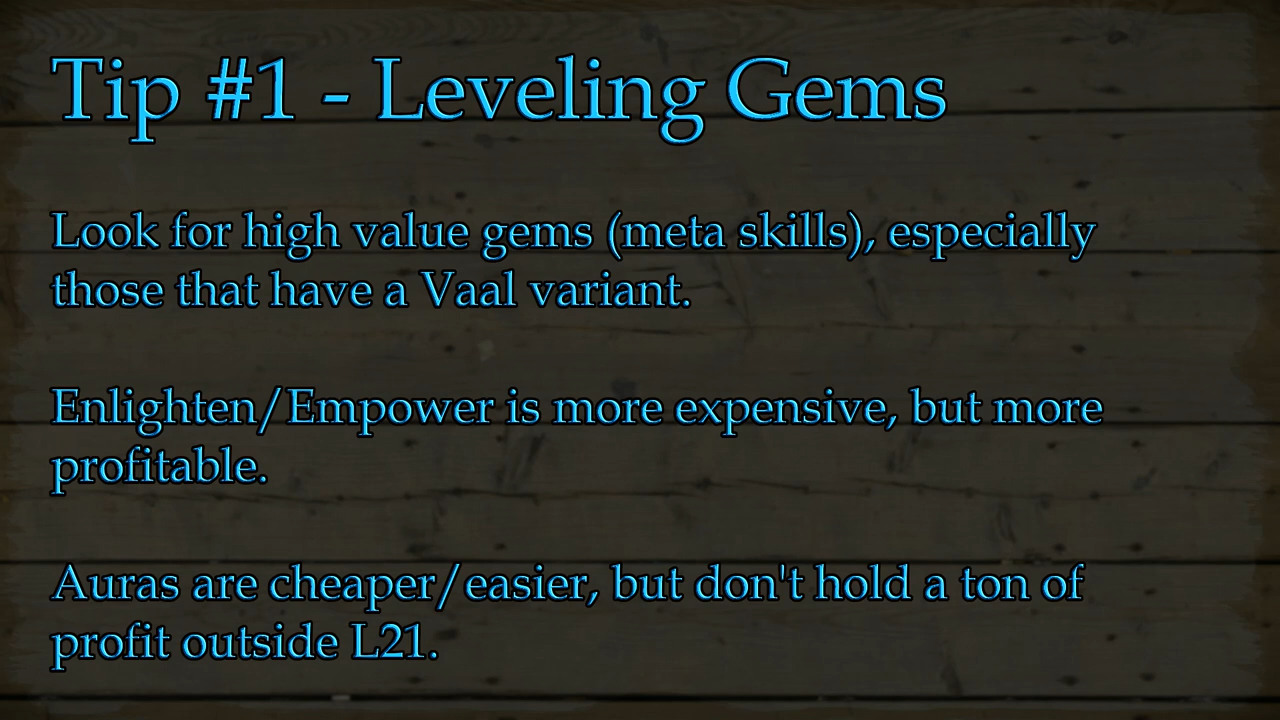 Tip #1 - Leveling Gems
Look for high value gems (meta skills), especially
those that have a Vaal variant.
Enlighten/Empower is more expensive, but more
profitable.
Auras are cheaper/easier, but don't hold a ton of
profit outside L21.